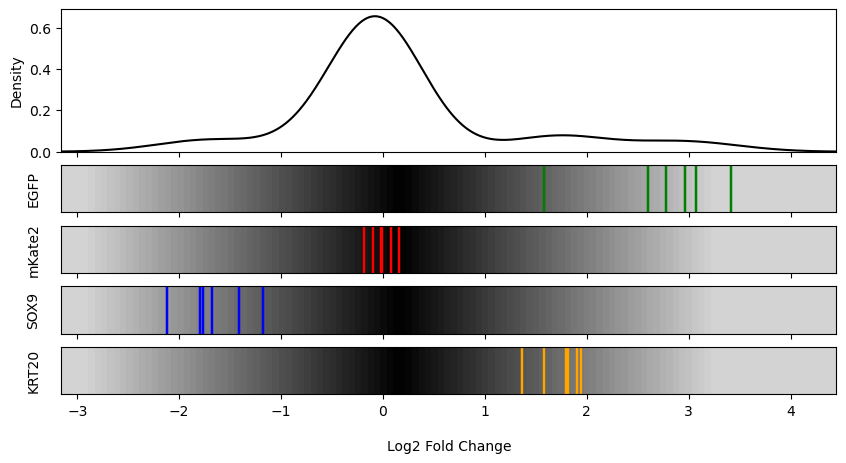 0.6
0.4
0.2
0.0
Density
EGFP
mKate2
SOX9
KRT20
−3 −2 −1 0 1 2 3 4
Log2 Fold Change